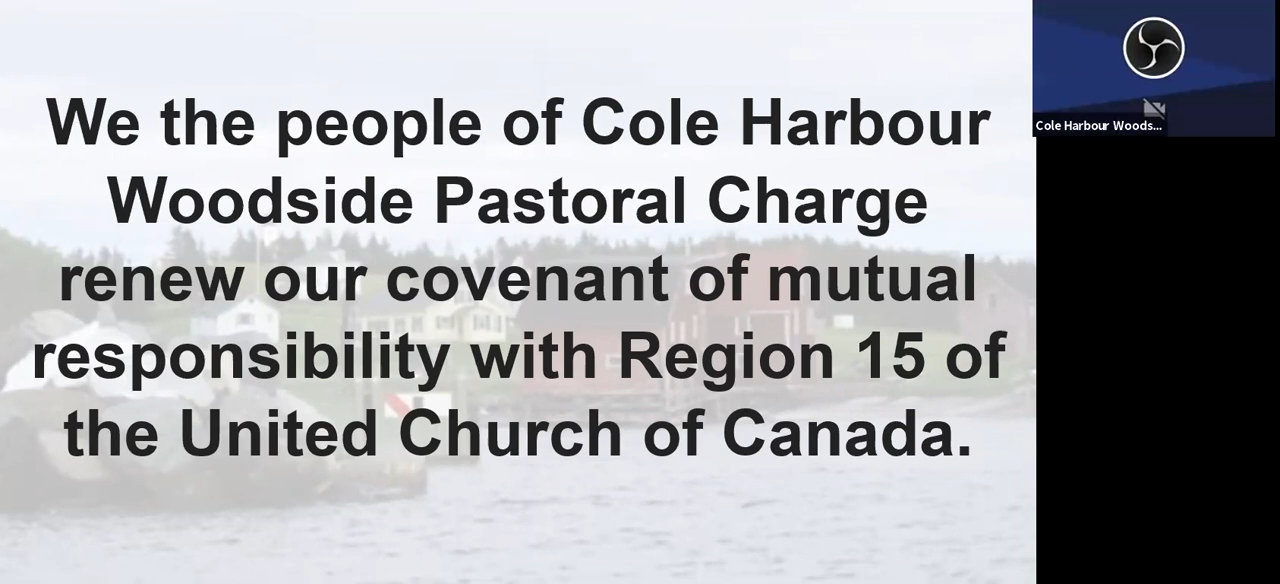 We the people of Cole Harbour
Woodside Pastoral Charge
renew our covenant of mutual
responsibility with Region 15 of
the United Church of Canada.
Cole Harbour Woods...